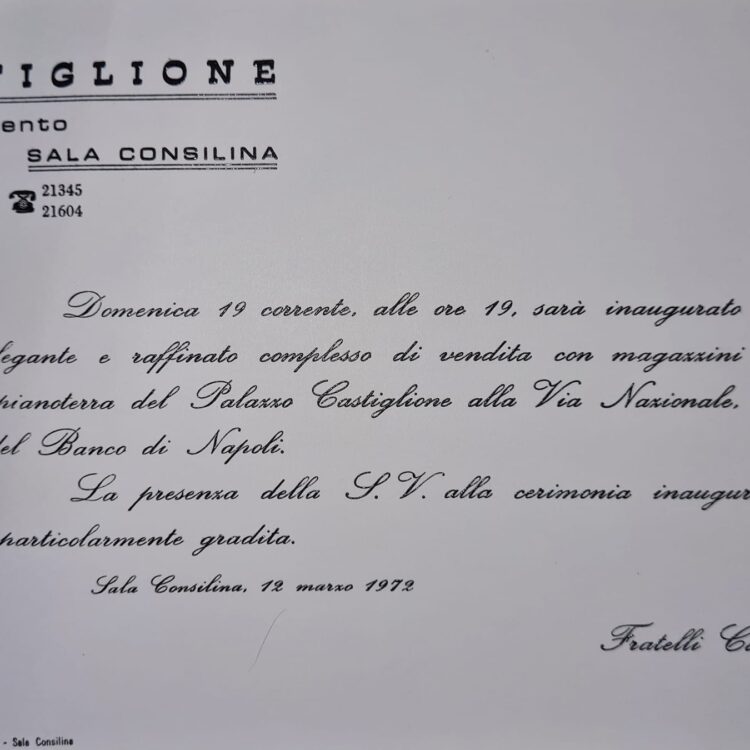 TIGLIONE
ento
SALA CONSILINA
21345
21604
Domenica 19 corrente, alle ore 19, sarà inaugurato
legante e raffinato complesso di vendita con magazzini
pianoterra del Palazzo Castiglione alla Via Nazionale,
del Banco di Napoli.
La presenza della S. V. alla cerimonia inaugur
particolarmente gradita.
Sala Consilina, 12 marzo 1972
Fratelli Ca
- Sala Consilina